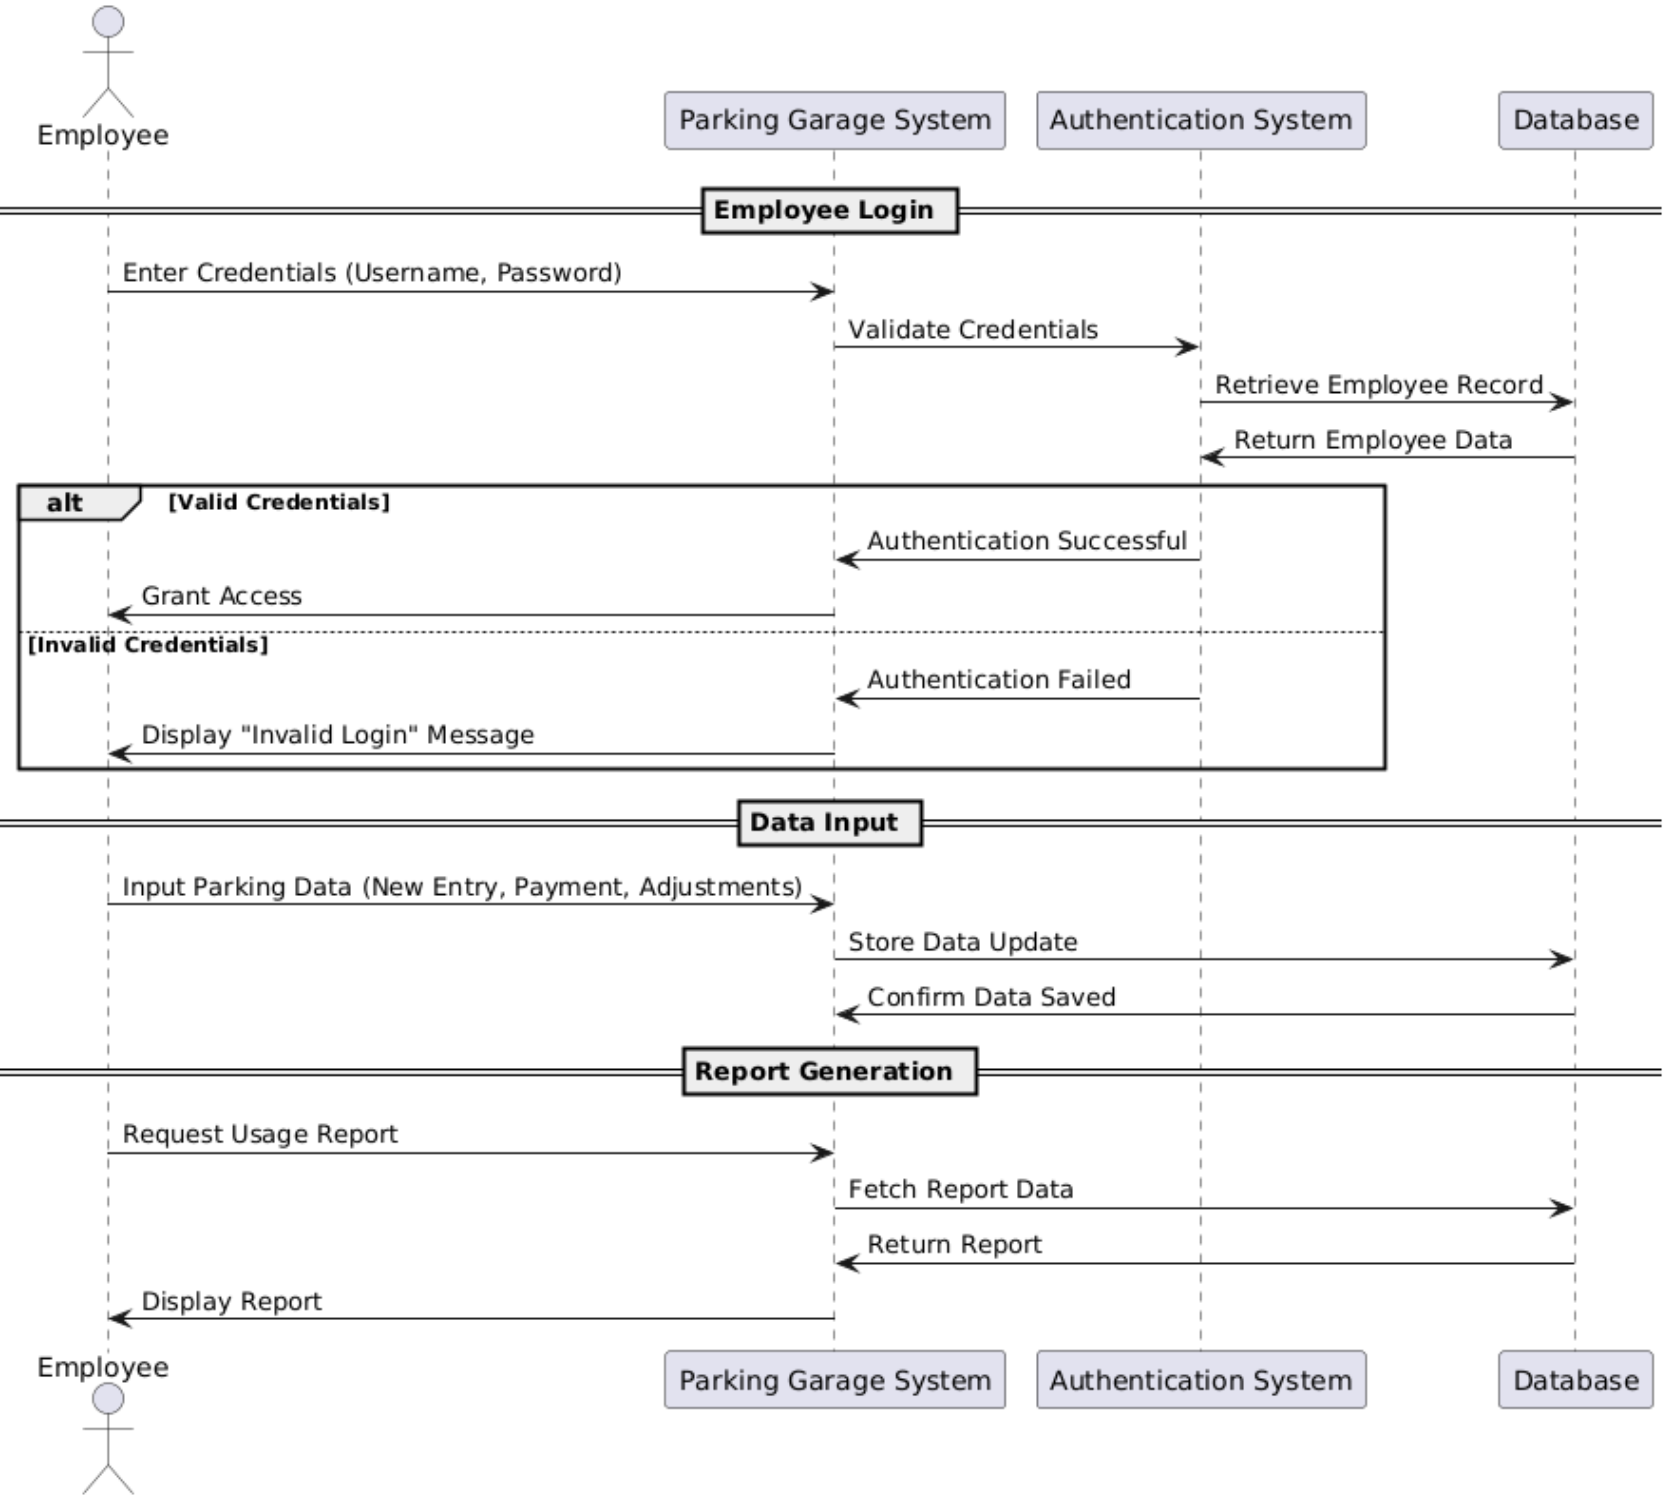 Employee
Parking Garage System
Authentication System
Database
Employee Login
Enter Credentials (Username, Password)
Validate Credentials
Retrieve Employee Record
Return Employee Data
alt
[Valid Credentials]
Authentication Successful
Grant Access
[Invalid Credentials]
Authentication Failed
Display "Invalid Login" Message
Data Input
Input Parking Data (New Entry, Payment, Adjustments)
Store Data Update
Confirm Data Saved
Report Generation
Request Usage Report
Fetch Report Data
Return Report
Display Report
Employee
Parking Garage System
Authentication System
Database